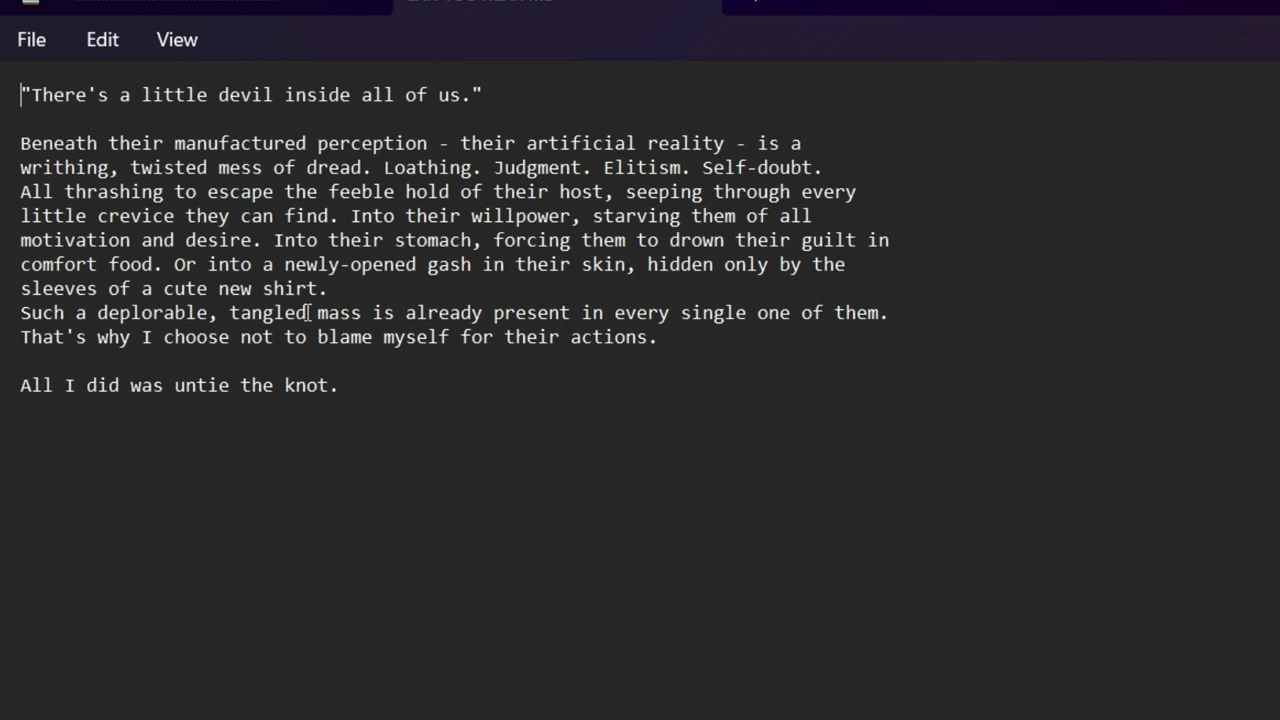 File Edit View
"There's a little devil inside all of us."
Beneath their manufactured perception - their artificial reality - is a
writhing, twisted mess of dread. Loathing. Judgment. Elitism. Self-doubt.
All thrashing to escape the feeble hold of their host, seeping through every
little crevice they can find. Into their willpower, starving them of all
motivation and desire. Into their stomach, forcing them to drown their guilt in
comfort food. Or into a newly-opened gash in their skin, hidden only by the
sleeves of a cute new shirt.
Such a deplorable, tangled mass is already present in every single one of them.
That's why I choose not to blame myself for their actions.
All I did was untie the knot.